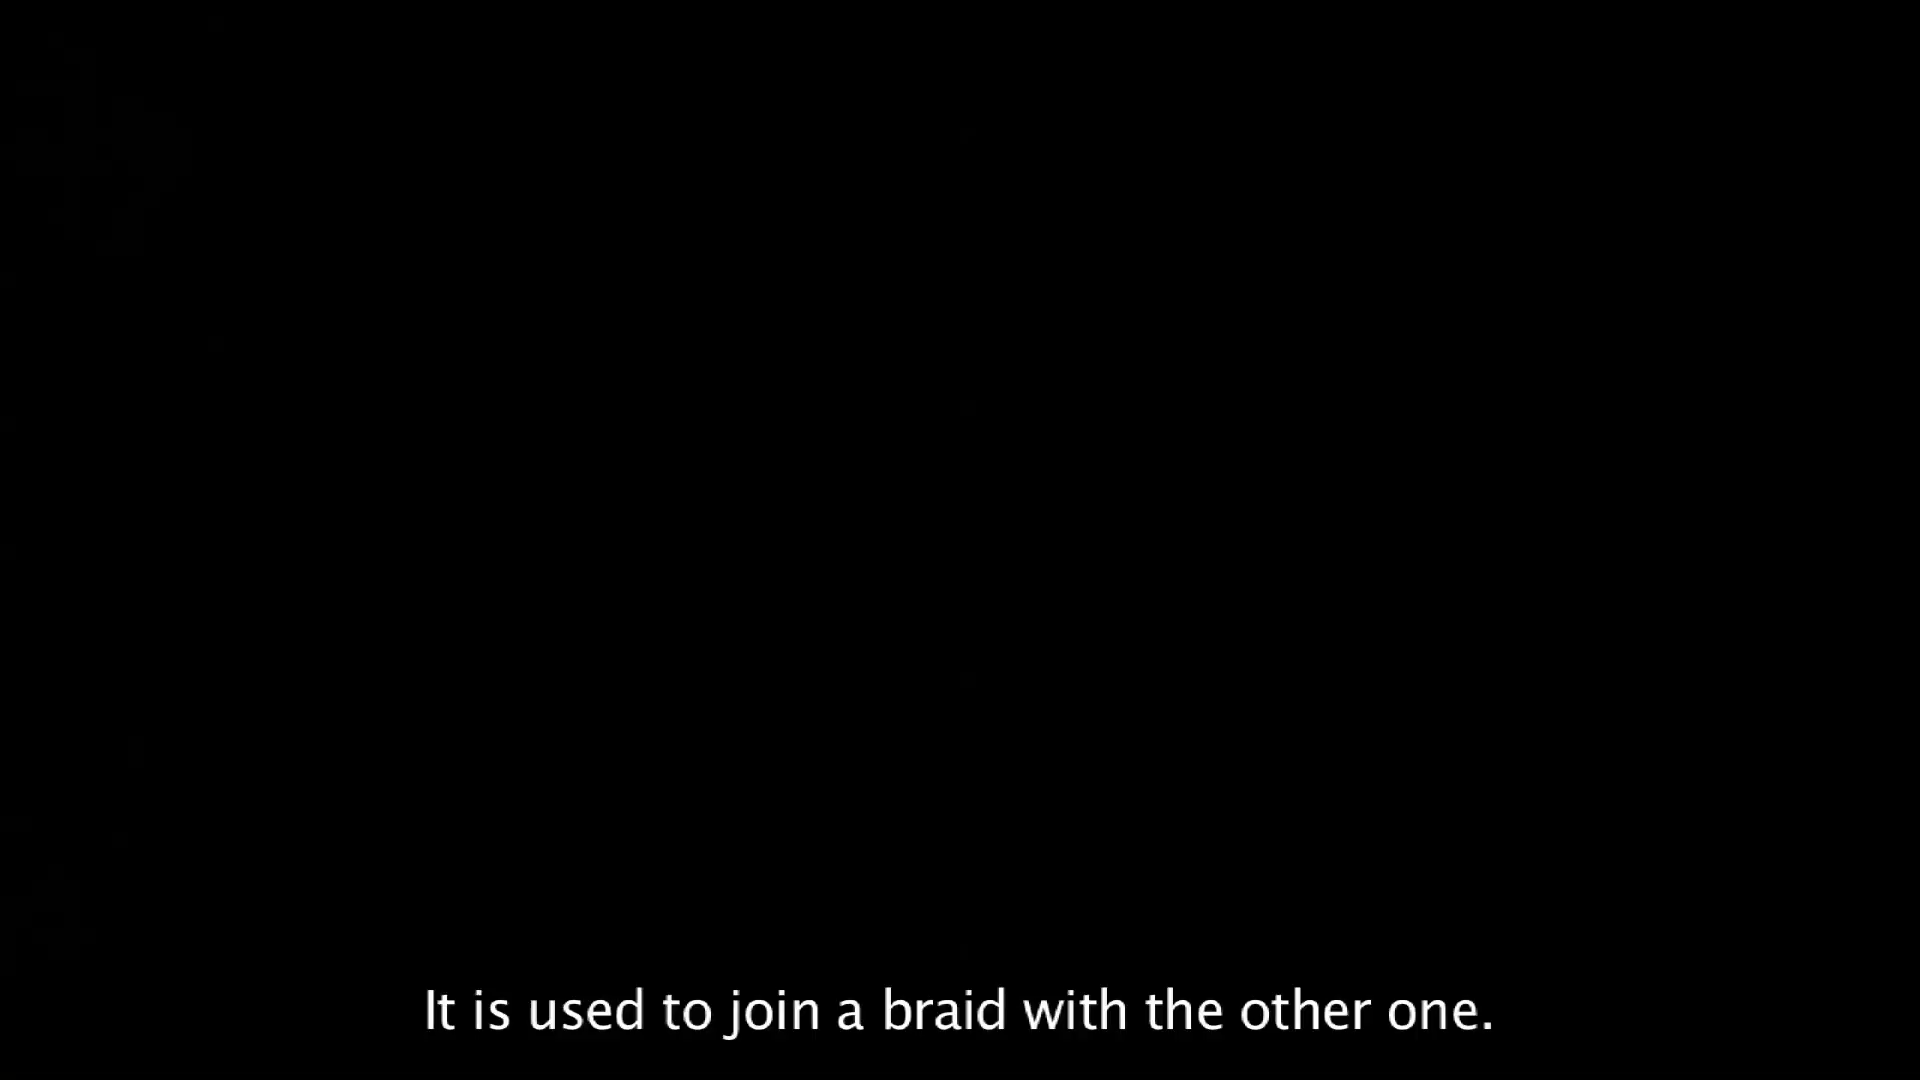 It is used to join a braid with the other one.